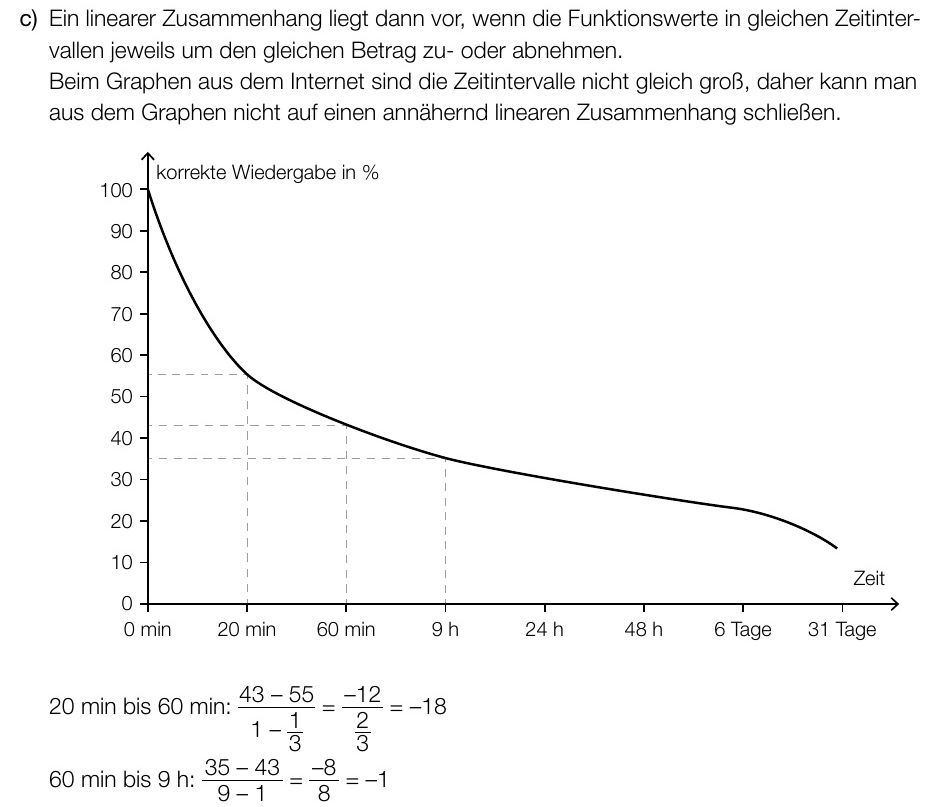 c) Ein linearer Zusammenhang liegt dann vor, wenn die Funktionswerte in gleichen Zeitinter-
vallen jeweils um den gleichen Betrag zu- oder abnehmen.
Beim Graphen aus dem Internet sind die Zeitintervalle nicht gleich groß, daher kann man
aus dem Graphen nicht auf einen annähernd linearen Zusammenhang schließen.
korrekte Wiedergabe in %
100
90
80
70
60
50
40
30
20
10
0
Zeit
0 min 20 min 60 min 9 h 24 h 48 h 6 Tage 31 Tage
20 min bis 60 min: (43 – 55)/(1 – 1/3) = –12/(2/3) = –18
60 min bis 9 h: (35 – 43)/(9 – 1) = –8/8 = –1